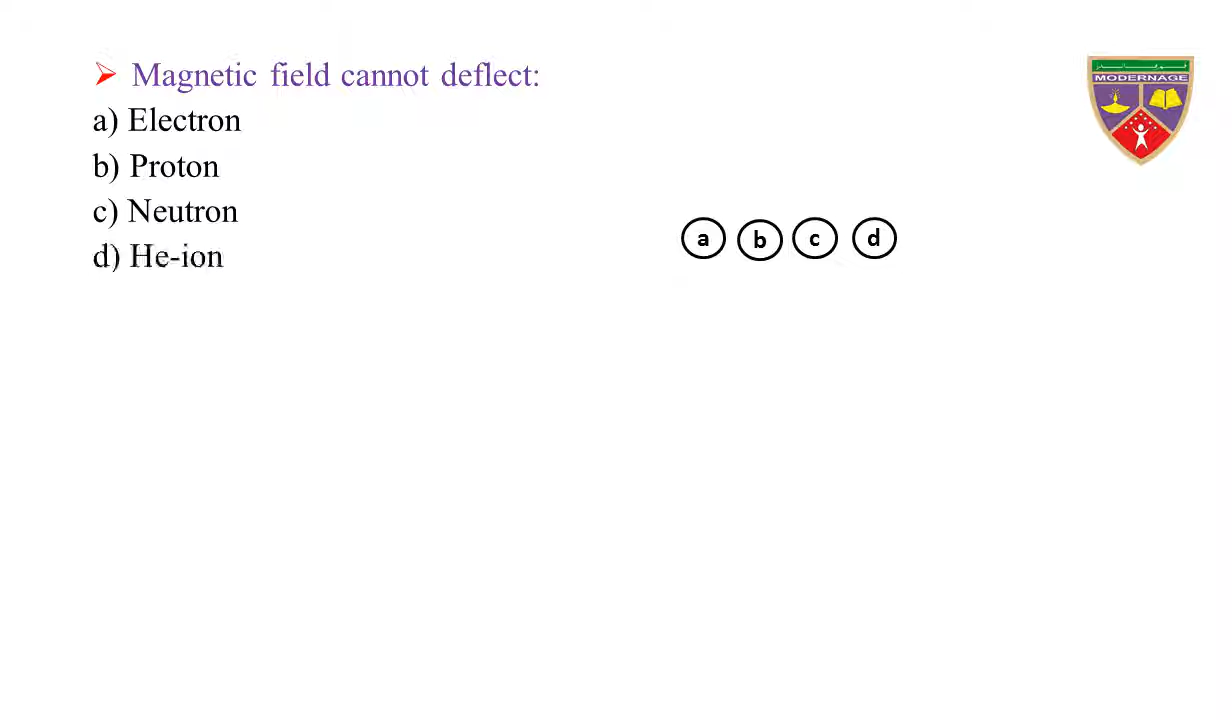 Magnetic field cannot deflect:
a) Electron
b) Proton
c) Neutron
d) He-ion
a b c d
MODERNAGE